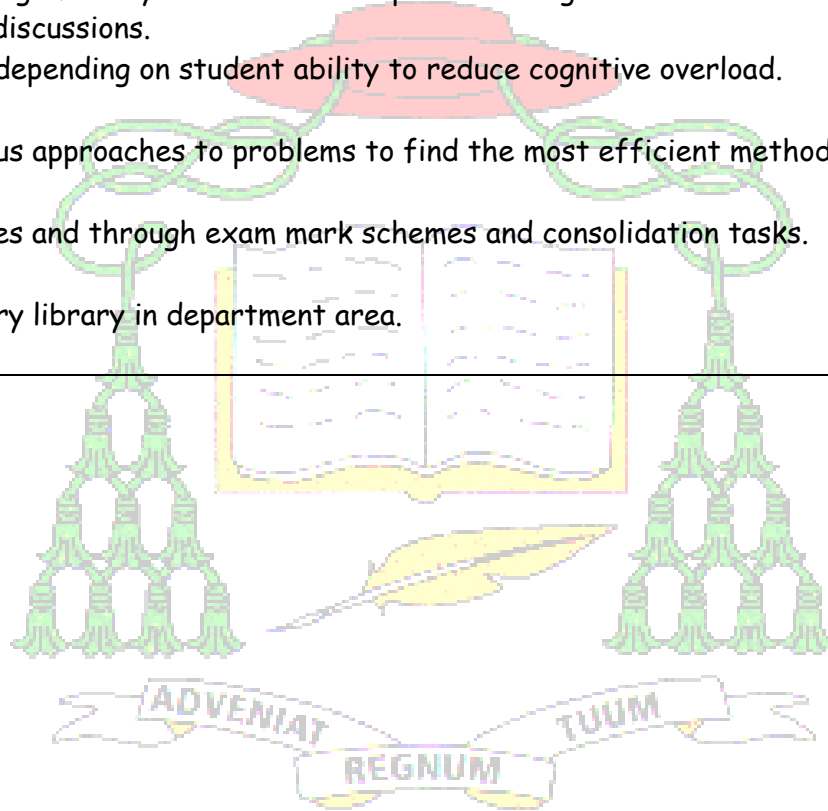 discussions.
depending on student ability to reduce cognitive overload.
us approaches to problems to find the most efficient method
es and through exam mark schemes and consolidation tasks.
ry library in department area.
ADVENIAT
REGNUM
TUUM